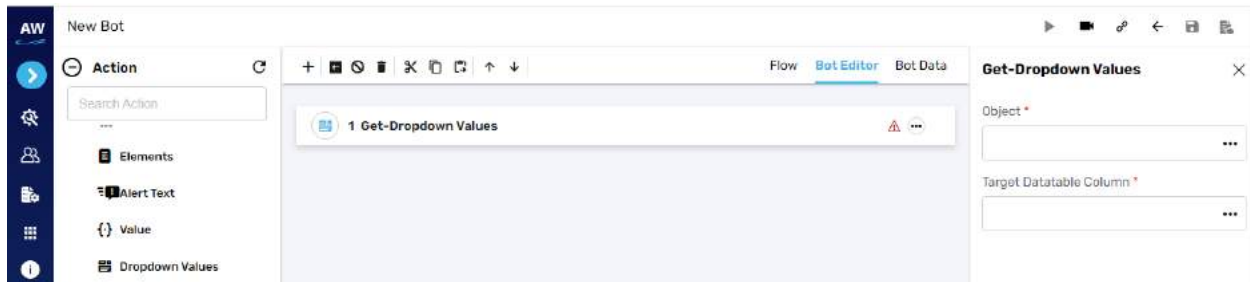 AW
New Bot
Action
Flow Bot Editor Bot Data
Get-Dropdown Values
Search Action
Object *
1 Get-Dropdown Values
Elements
Target Datatable Column *
Alert Text
Value
Dropdown Values